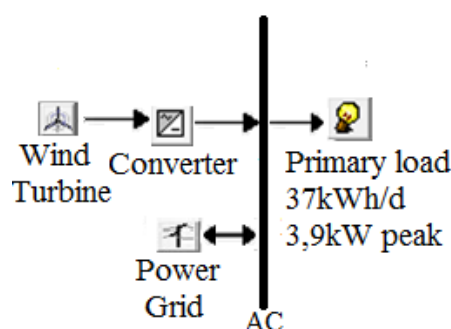 Wind
Turbine
Converter
Primary load
37kWh/d
3,9kW peak
Power
Grid
AC